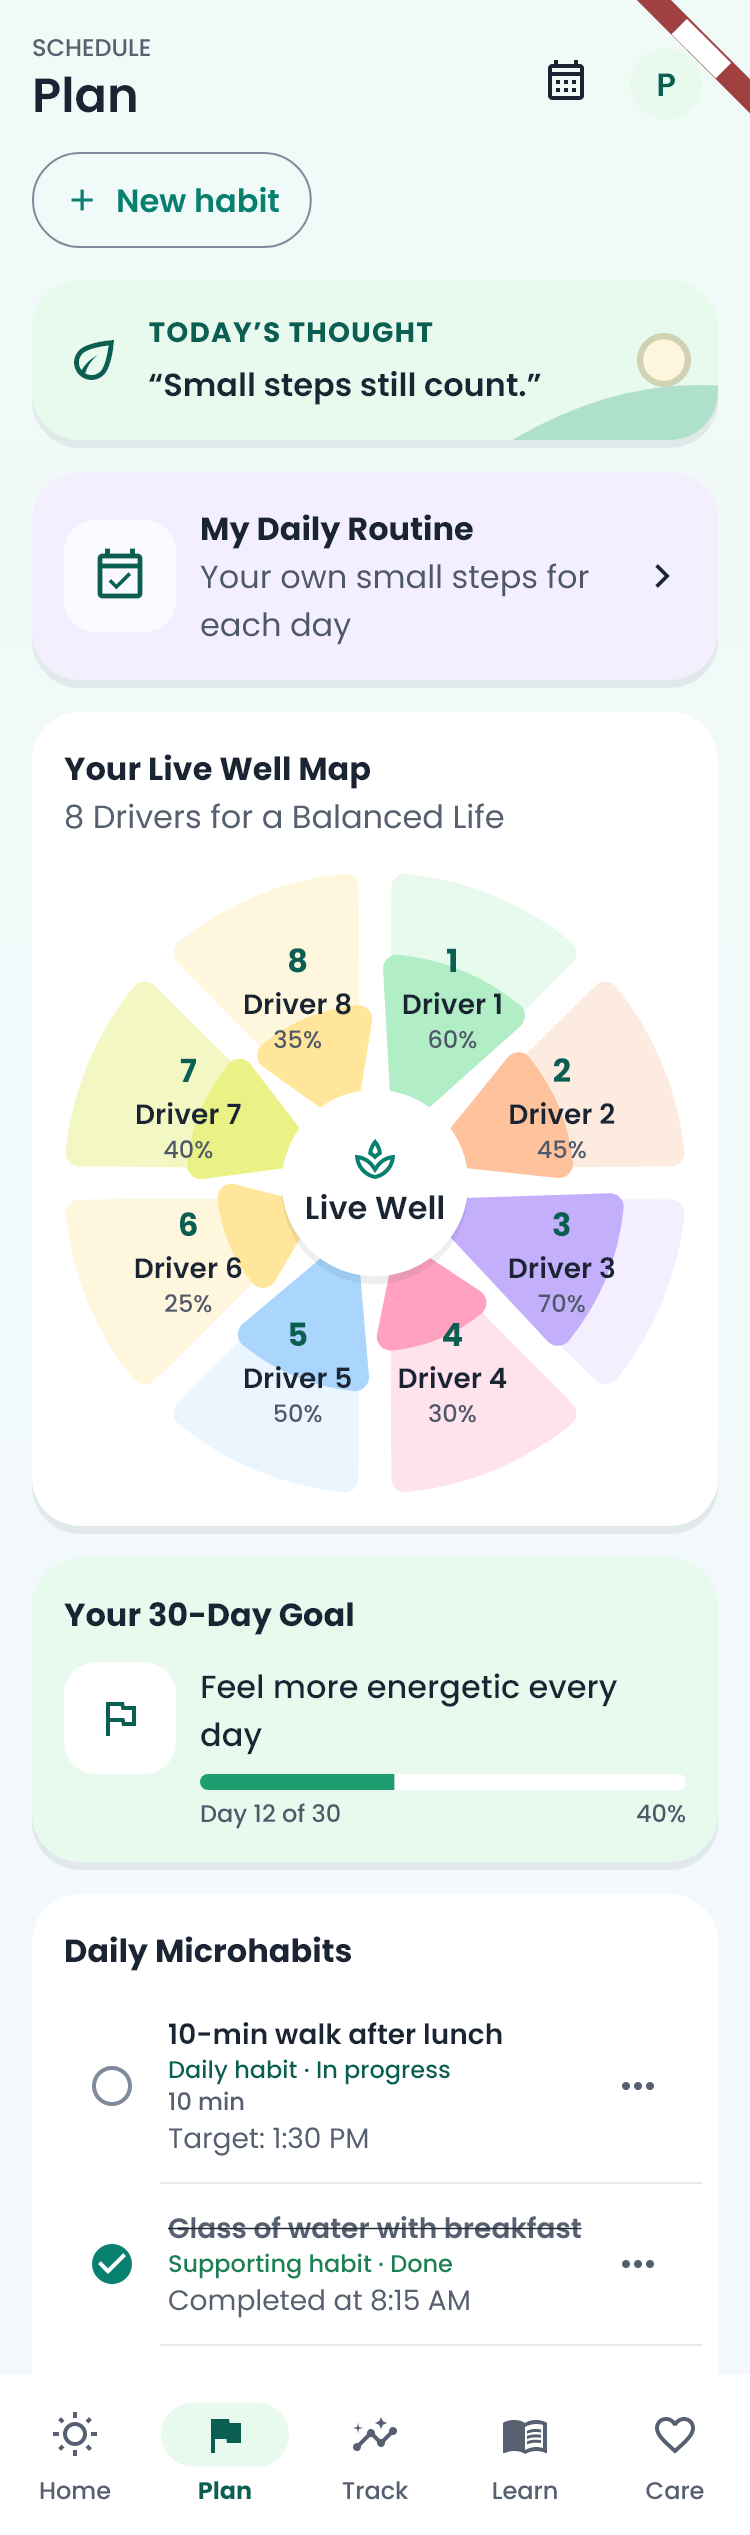 SCHEDULE
Plan
P
New habit
TODAY’S THOUGHT
“Small steps still count.”
My Daily Routine
Your own small steps for
each day
Your Live Well Map
8 Drivers for a Balanced Life
8
Driver 8
35%
1
Driver 1
60%
7
Driver 7
40%
2
Driver 2
45%
Live Well
6
Driver 6
25%
3
Driver 3
70%
5
Driver 5
50%
4
Driver 4
30%
Your 30-Day Goal
Feel more energetic every
day
Day 12 of 30
40%
Daily Microhabits
10-min walk after lunch
Daily habit · In progress
10 min
Target: 1:30 PM
Glass of water with breakfast
Supporting habit · Done
Completed at 8:15 AM
Home
Plan
Track
Learn
Care